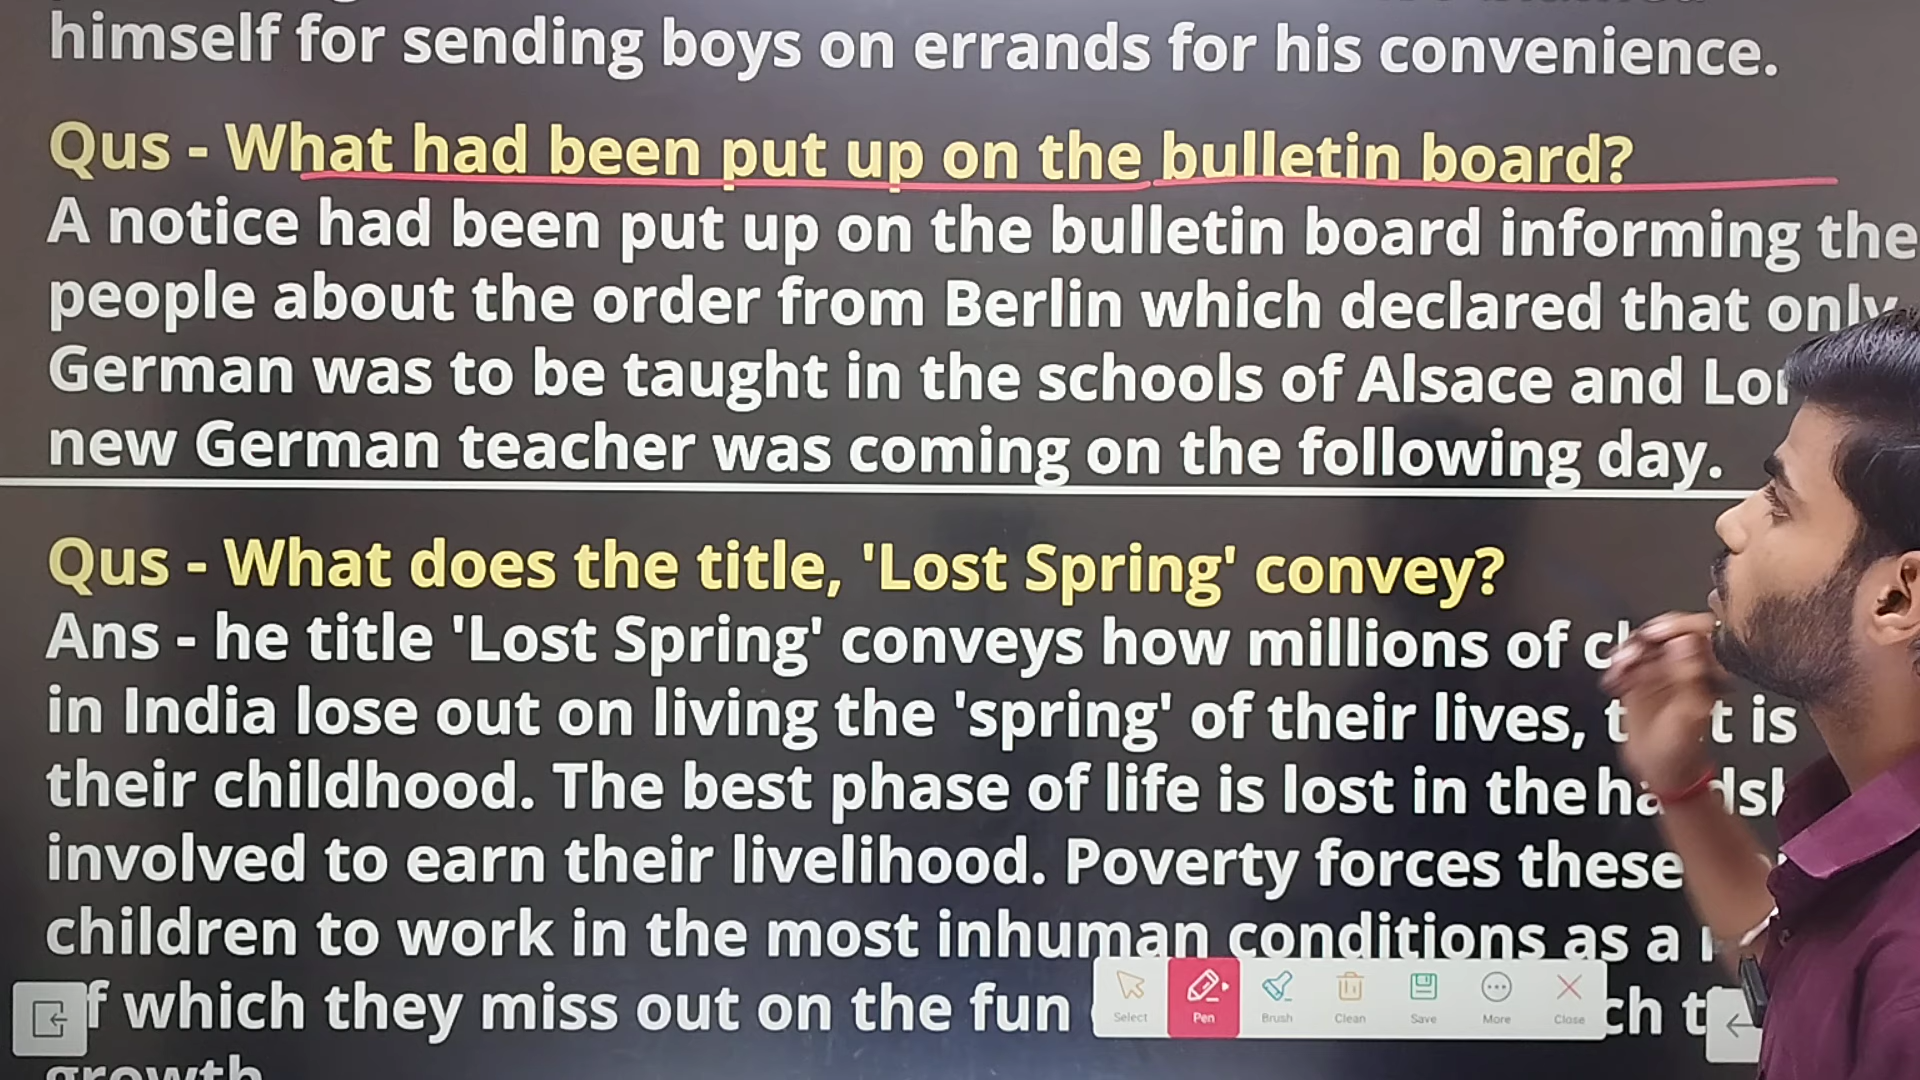 himself for sending boys on errands for his convenience.
Qus - What had been put up on the bulletin board?
A notice had been put up on the bulletin board informing the
people about the order from Berlin which declared that only
German was to be taught in the schools of Alsace and
new German teacher was coming on the following day.
Qus - What does the title, 'Lost Spring' convey?
Ans - he title 'Lost Spring' conveys how millions of
in India lose out on living the 'spring' of their lives, that is
their childhood. The best phase of life is lost in the
involved to earn their livelihood. Poverty forces these
children to work in the most inhuman conditions as a
which they miss out on the fun
growth
Select Pen Brush Clean Save More Close